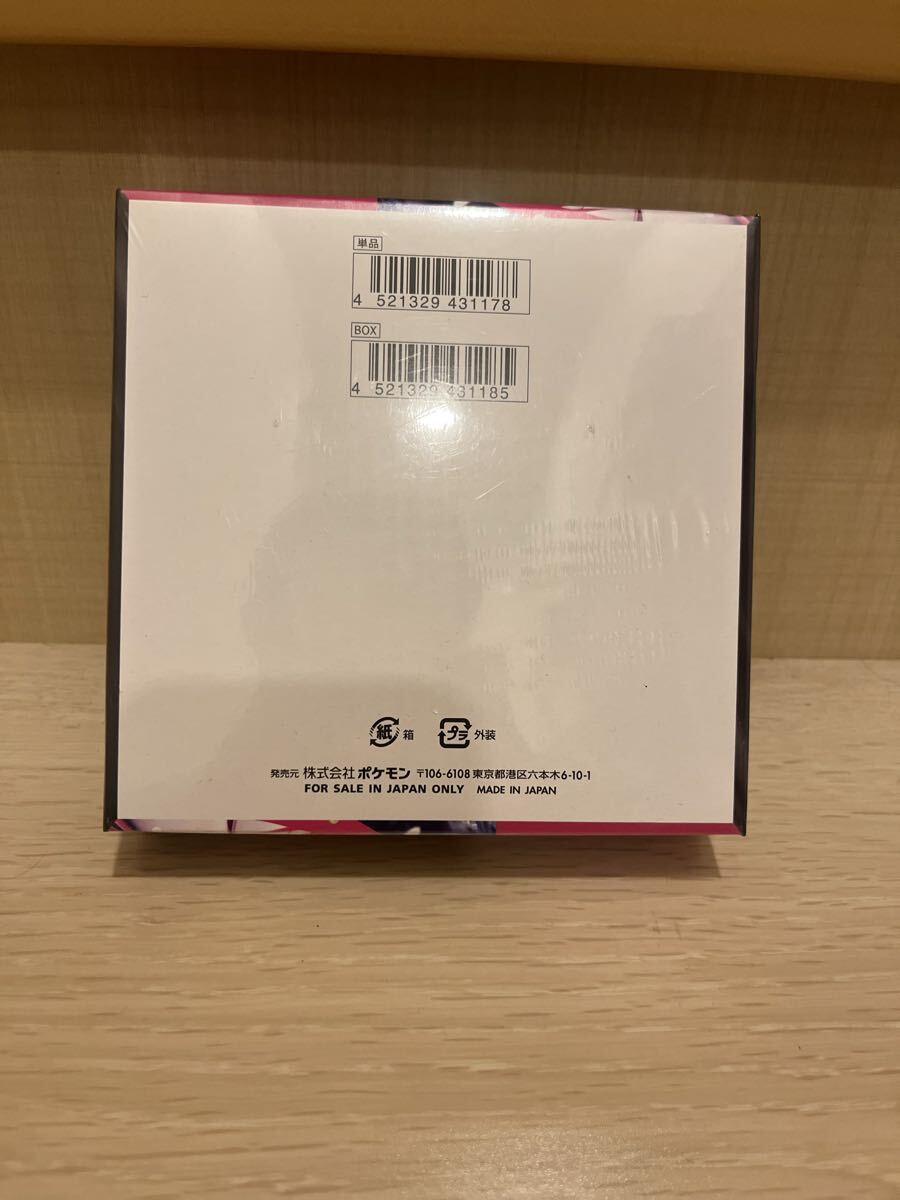 単品
4 521329 431178
BOX
4 521329 431185
紙 箱 プラ 外装
発売元 株式会社 ポケモン 〒106-6108 東京都港区六本木6-10-1
FOR SALE IN JAPAN ONLY MADE IN JAPAN